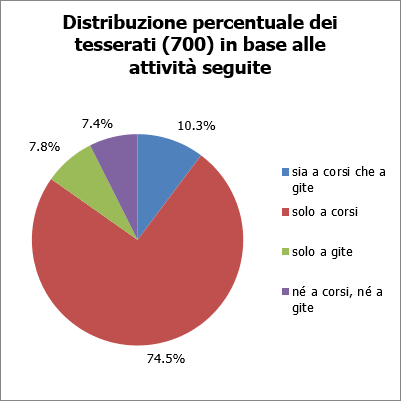 Distribuzione percentuale dei
tesserati (700) in base alle
attività seguite
7.4%
10.3%
7.8%
sia a corsi che a
gite
solo a corsi
solo a gite
né a corsi, né a
gite
74.5%